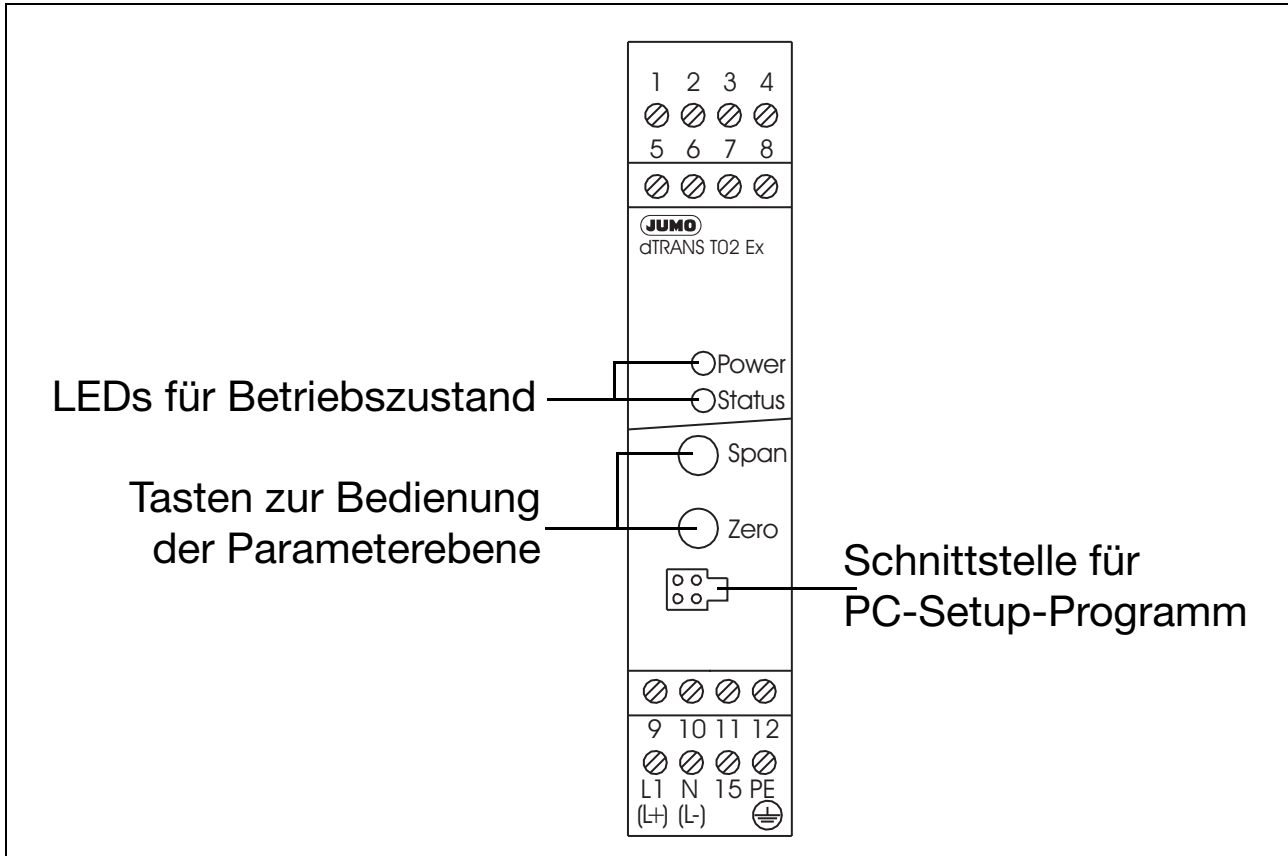 1 2 3 4
5 6 7 8
JUMO
dTRANS T02 Ex
Power
Status
LEDs für Betriebszustand
Span
Zero
Tasten zur Bedienung
der Parameterebene
Schnittstelle für
PC-Setup-Programm
9 10 11 12
L1 N 15 PE
(L+) (L-)